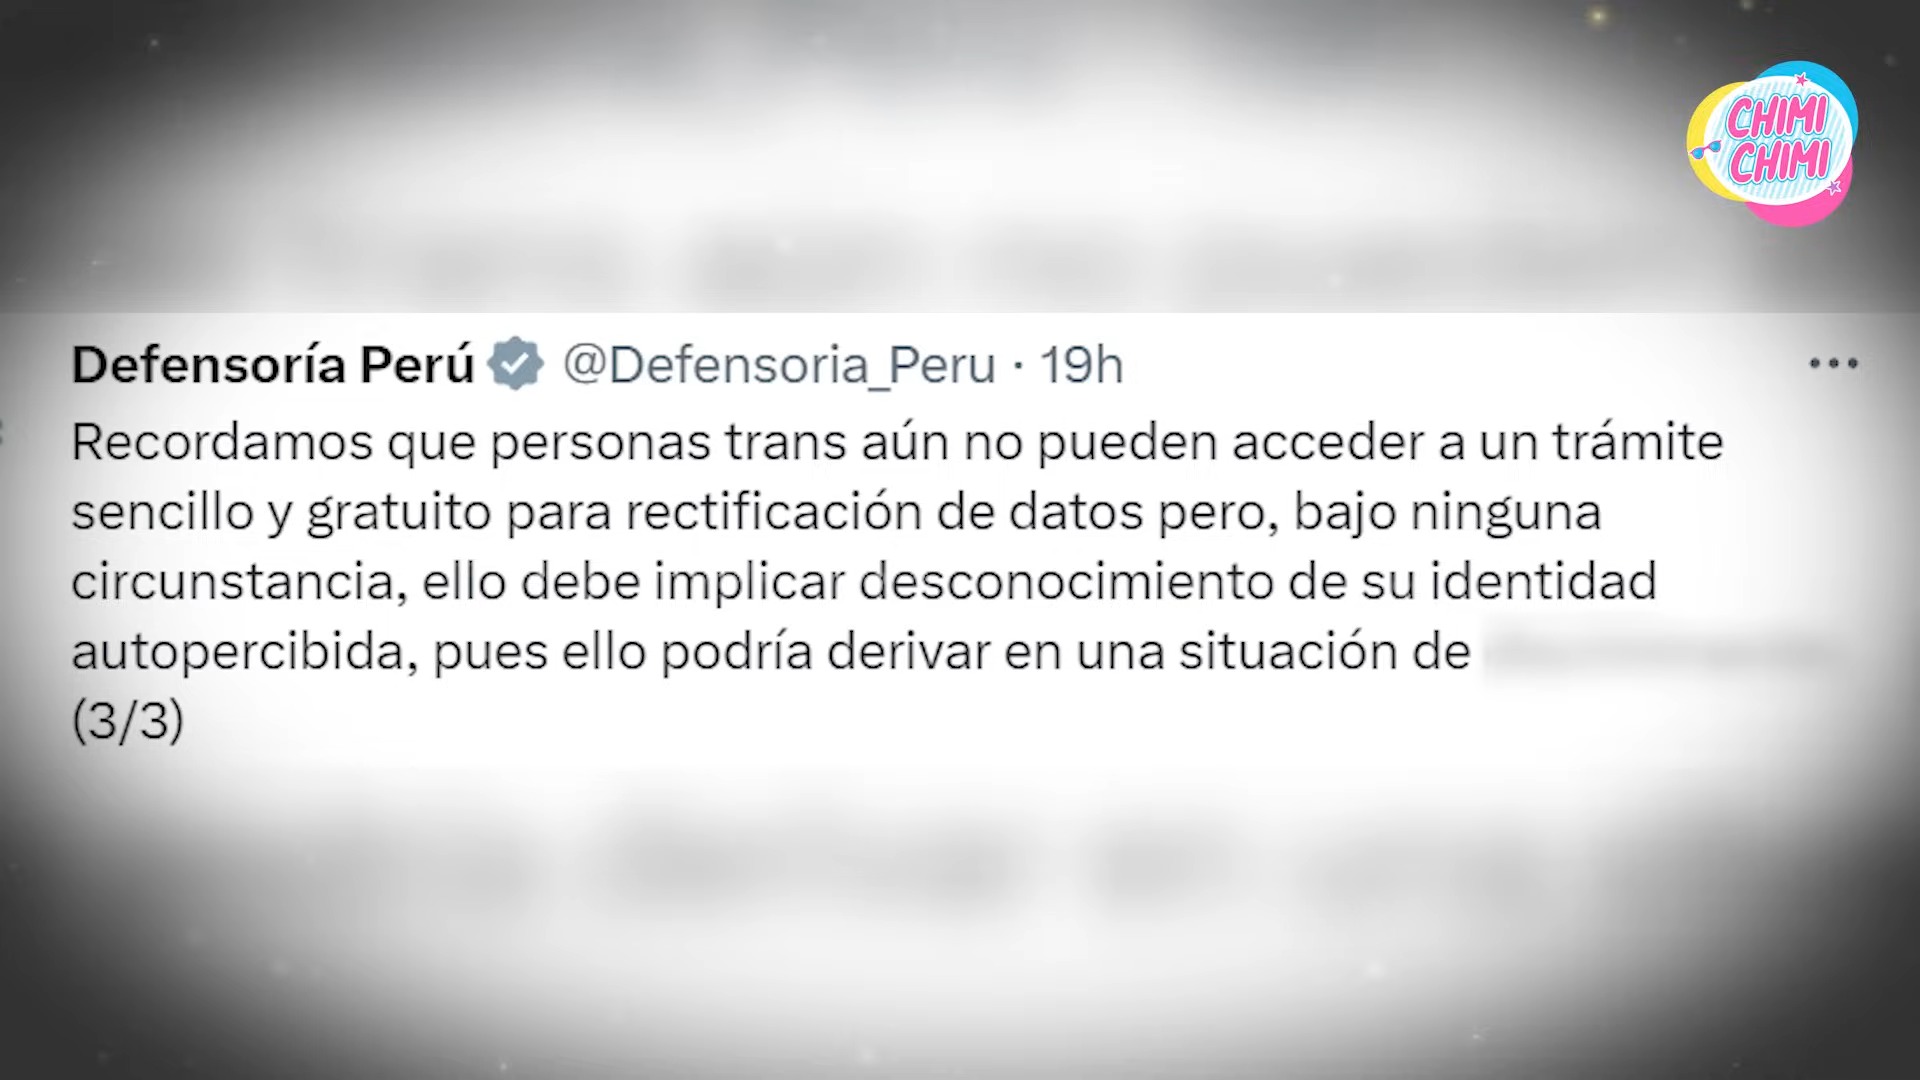 CHIMI
CHIMI
Defensoría Perú @Defensoria_Peru · 19h
Recordamos que personas trans aún no pueden acceder a un trámite
sencillo y gratuito para rectificación de datos pero, bajo ninguna
circunstancia, ello debe implicar desconocimiento de su identidad
autopercibida, pues ello podría derivar en una situación de
(3/3)